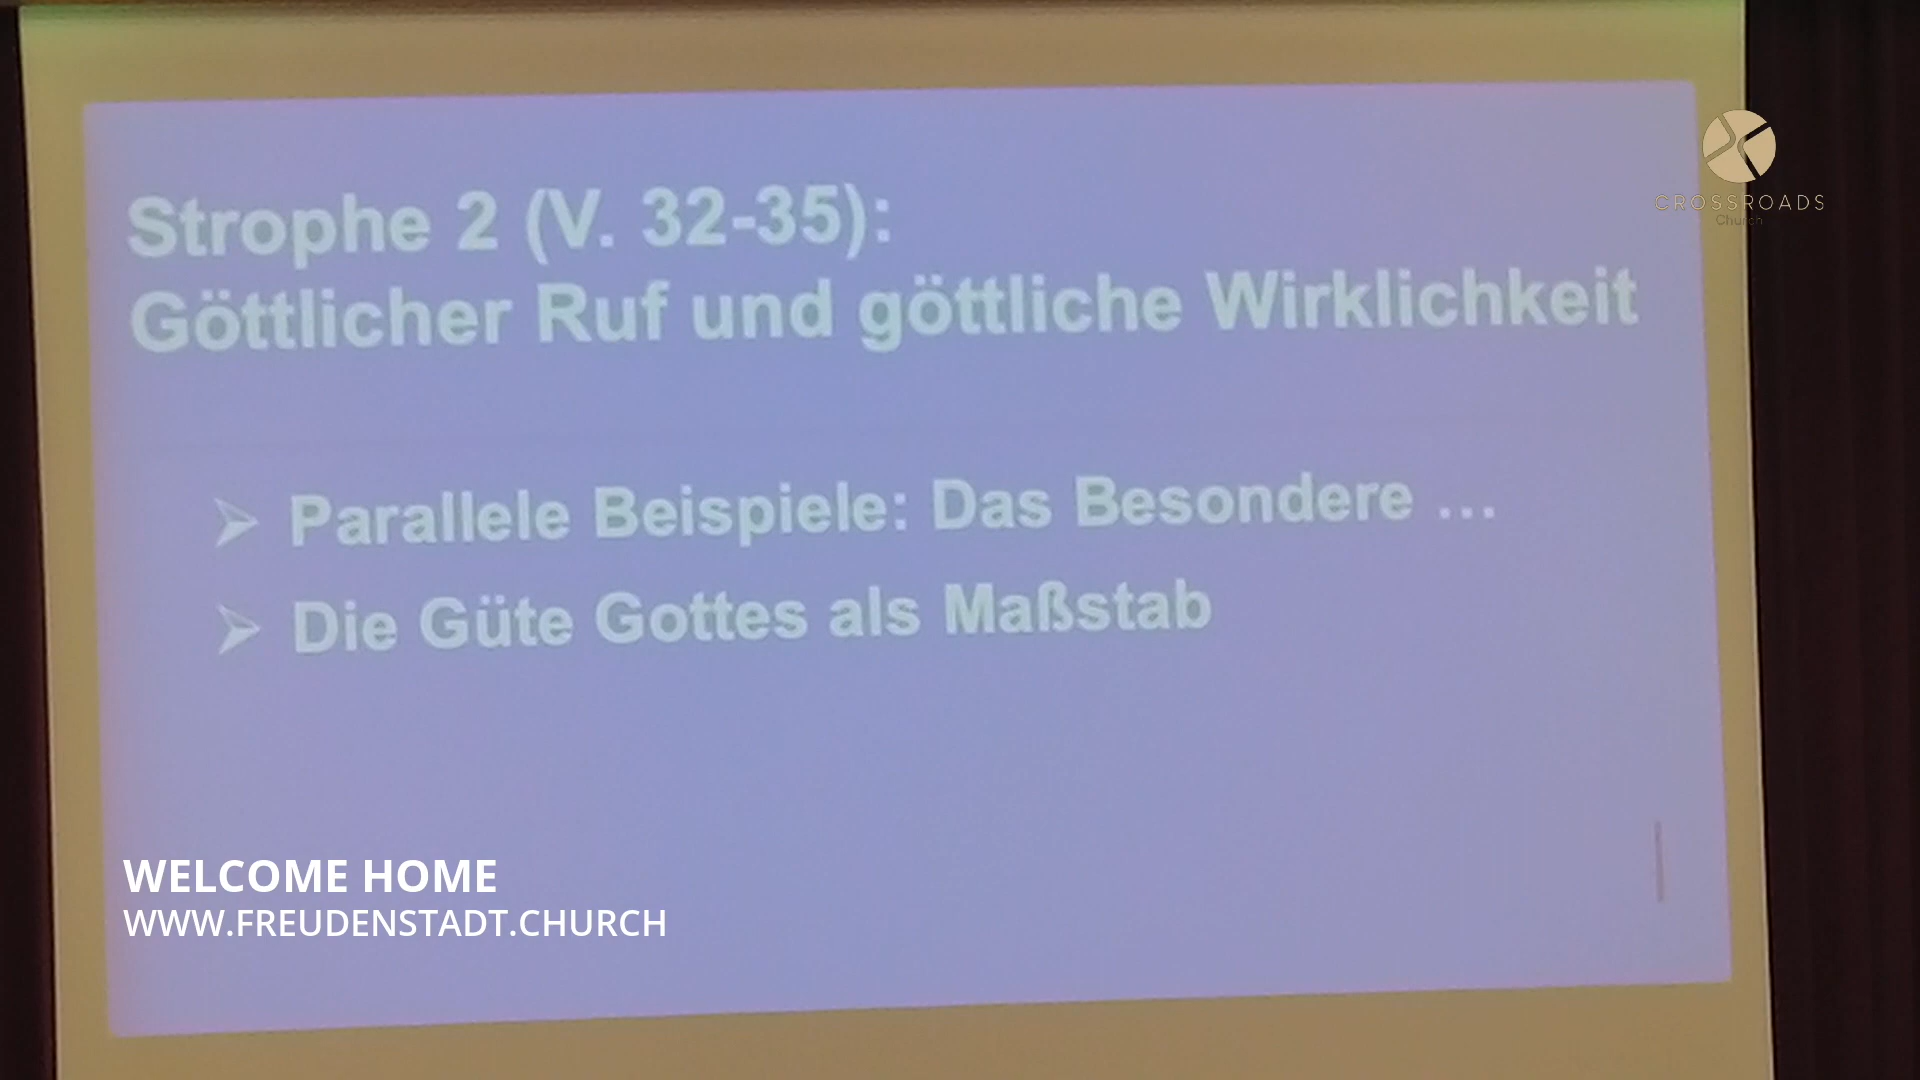 Strophe 2 (V. 32-35):
Göttlicher Ruf und göttliche Wirklichkeit
➢ Parallele Beispiele: Das Besondere …
➢ Die Güte Gottes als Maßstab
CROSSROADS
Church
WELCOME HOME
WWW.FREUDENSTADT.CHURCH